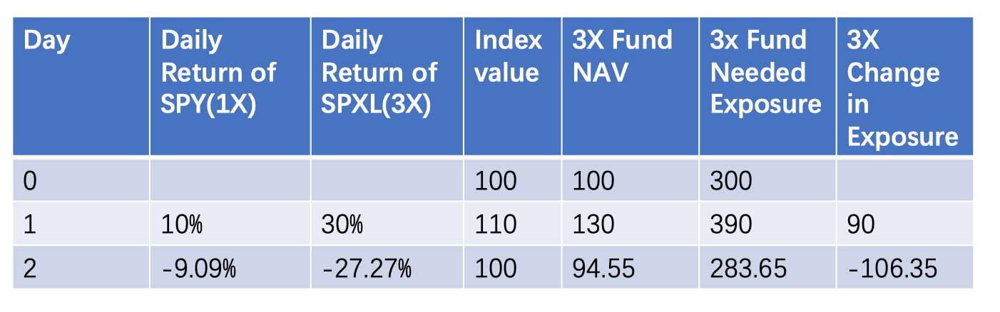 Day Daily Daily Index 3X Fund 3x Fund 3X
Return of Return of value NAV Needed Change
SPY(1X) SPXL(3X) Exposure in
Exposure
0 100 100 300
1 10% 30% 110 130 390 90
2 -9.09% -27.27% 100 94.55 283.65 -106.35